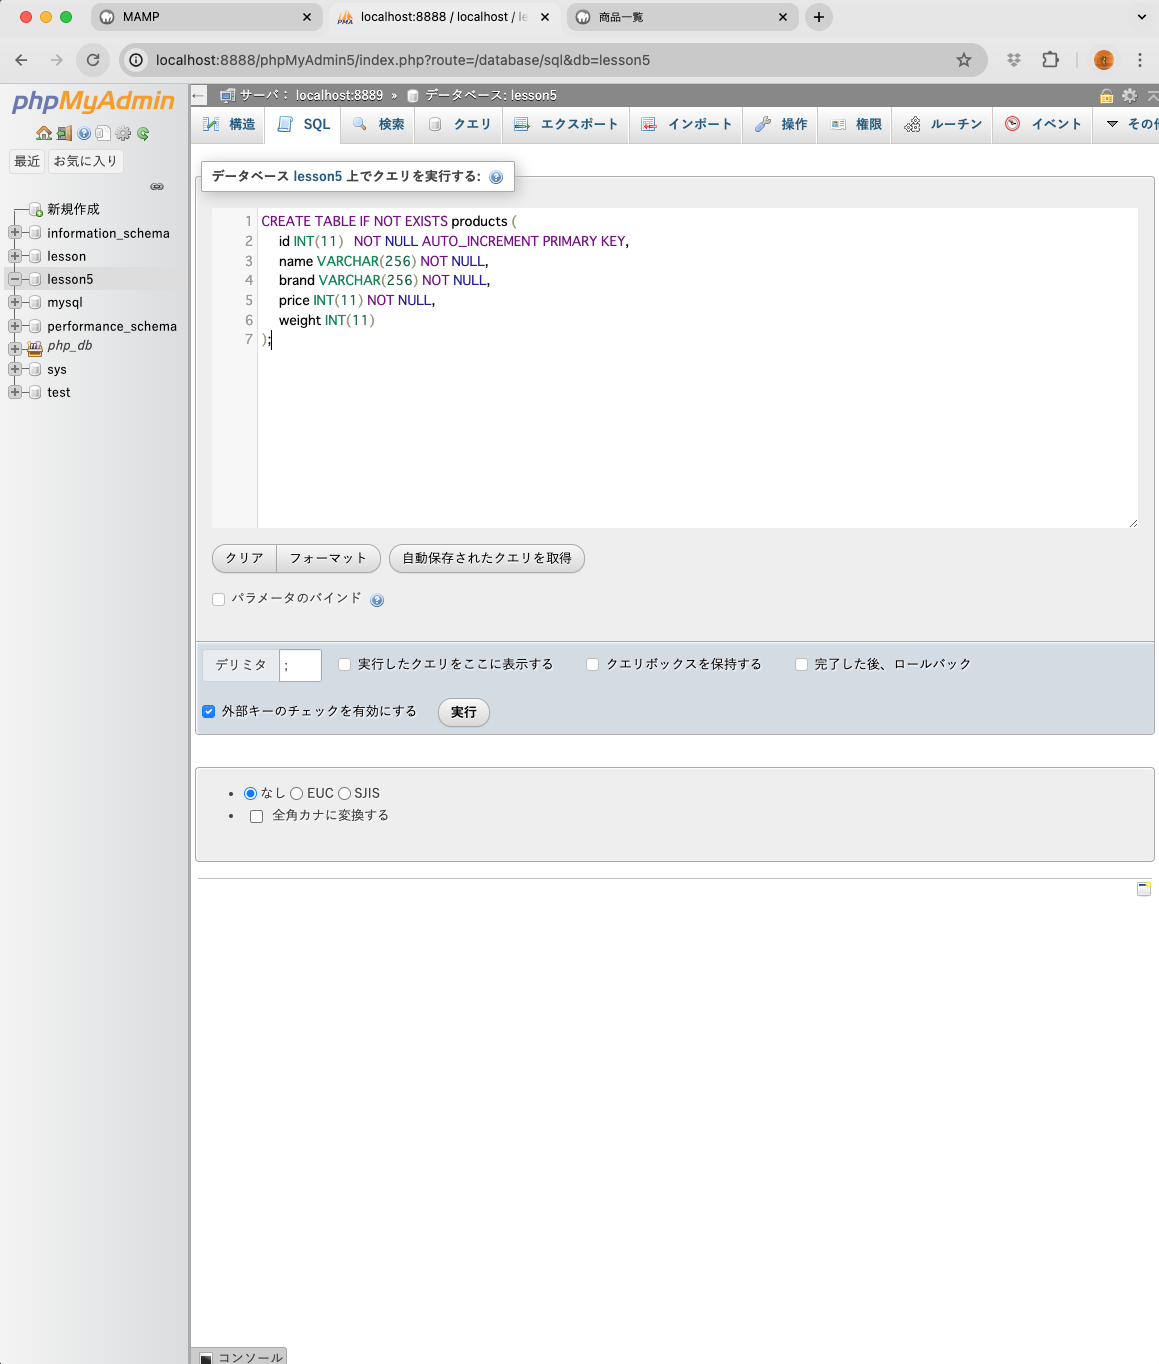 MAMP
localhost:8888 / localhost / le
商品一覧
localhost:8888/phpMyAdmin5/index.php?route=/database/sql&db=lesson5
phpMyAdmin
最近 お気に入り
新規作成
information_schema
lesson
lesson5
mysql
performance_schema
php_db
sys
test
サーバ： localhost:8889 » データベース: lesson5
構造 SQL 検索 クエリ エクスポート インポート 操作 権限 ルーチン イベント その他
データベース lesson5 上でクエリを実行する:
1 CREATE TABLE IF NOT EXISTS products (
2 id INT(11) NOT NULL AUTO_INCREMENT PRIMARY KEY,
3 name VARCHAR(256) NOT NULL,
4 brand VARCHAR(256) NOT NULL,
5 price INT(11) NOT NULL,
6 weight INT(11)
7 );
クリア フォーマット 自動保存されたクエリを取得
パラメータのバインド
デリミタ ; 実行したクエリをここに表示する クエリボックスを保持する 完了した後、ロールバック
外部キーのチェックを有効にする 実行
なし EUC SJIS
全角カナに変換する
コンソール